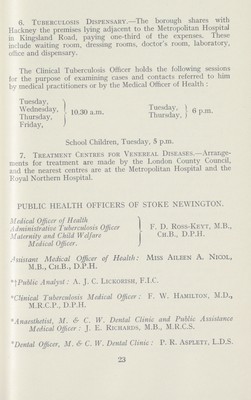 6. TUBERCULOSIS DISPENSARY.—The borough shares with
Hackney the premises lying adjacent to the Metropolitan Hospital
in Kingsland Road, paying one-third of the expenses. These
include waiting room, dressing rooms, doctor's room, laboratory,
office and dispensary.
The Clinical Tuberculosis Officer holds the following sessions
for the purpose of examining cases and contacts referred to him
by medical practitioners or by the Medical Officer of Health :
Tuesday,
Wednesday,
Thursday,
Friday,
10.30 a.m.
Tuesday,
Thursday,
6 p.m.
School Children, Tuesday, 5 p.m.
7. TREATMENT CENTRES FOR VENEREAL DISEASES.—Arrange-
ments for treatment are made by the London County Council,
and the nearest centres are at the Metropolitan Hospital and the
Royal Northern Hospital.
PUBLIC HEALTH OFFICERS OF STOKE NEWINGTON.
Medical Officer of Health
Administrative Tuberculosis Officer
Maternity and Child Welfare
Medical Officer.
F. D. ROSS-KEYT, M.B.,
CH.B., D.P.H.
Assistant Medical Officer of Health : MISS AILEEN A. NICOL,
M.B., CH.B., D.P.H.
*†Public Analyst : A. J. C. LICKORISH, F.I.C.
*Clinical Tuberculosis Medical Officer : F. W. HAMILTON, M.D.,
M.R.C.P., D.P.H.
*Anaesthetist, M. & C. W. Dental Clinic and Public Assistance
Medical Officer : J. E. RICHARDS, M.B., M.R.C.S.
*Dental Officer, M. & C. W. Dental Clinic : P. R. ASPLETT, L.D.S.
23